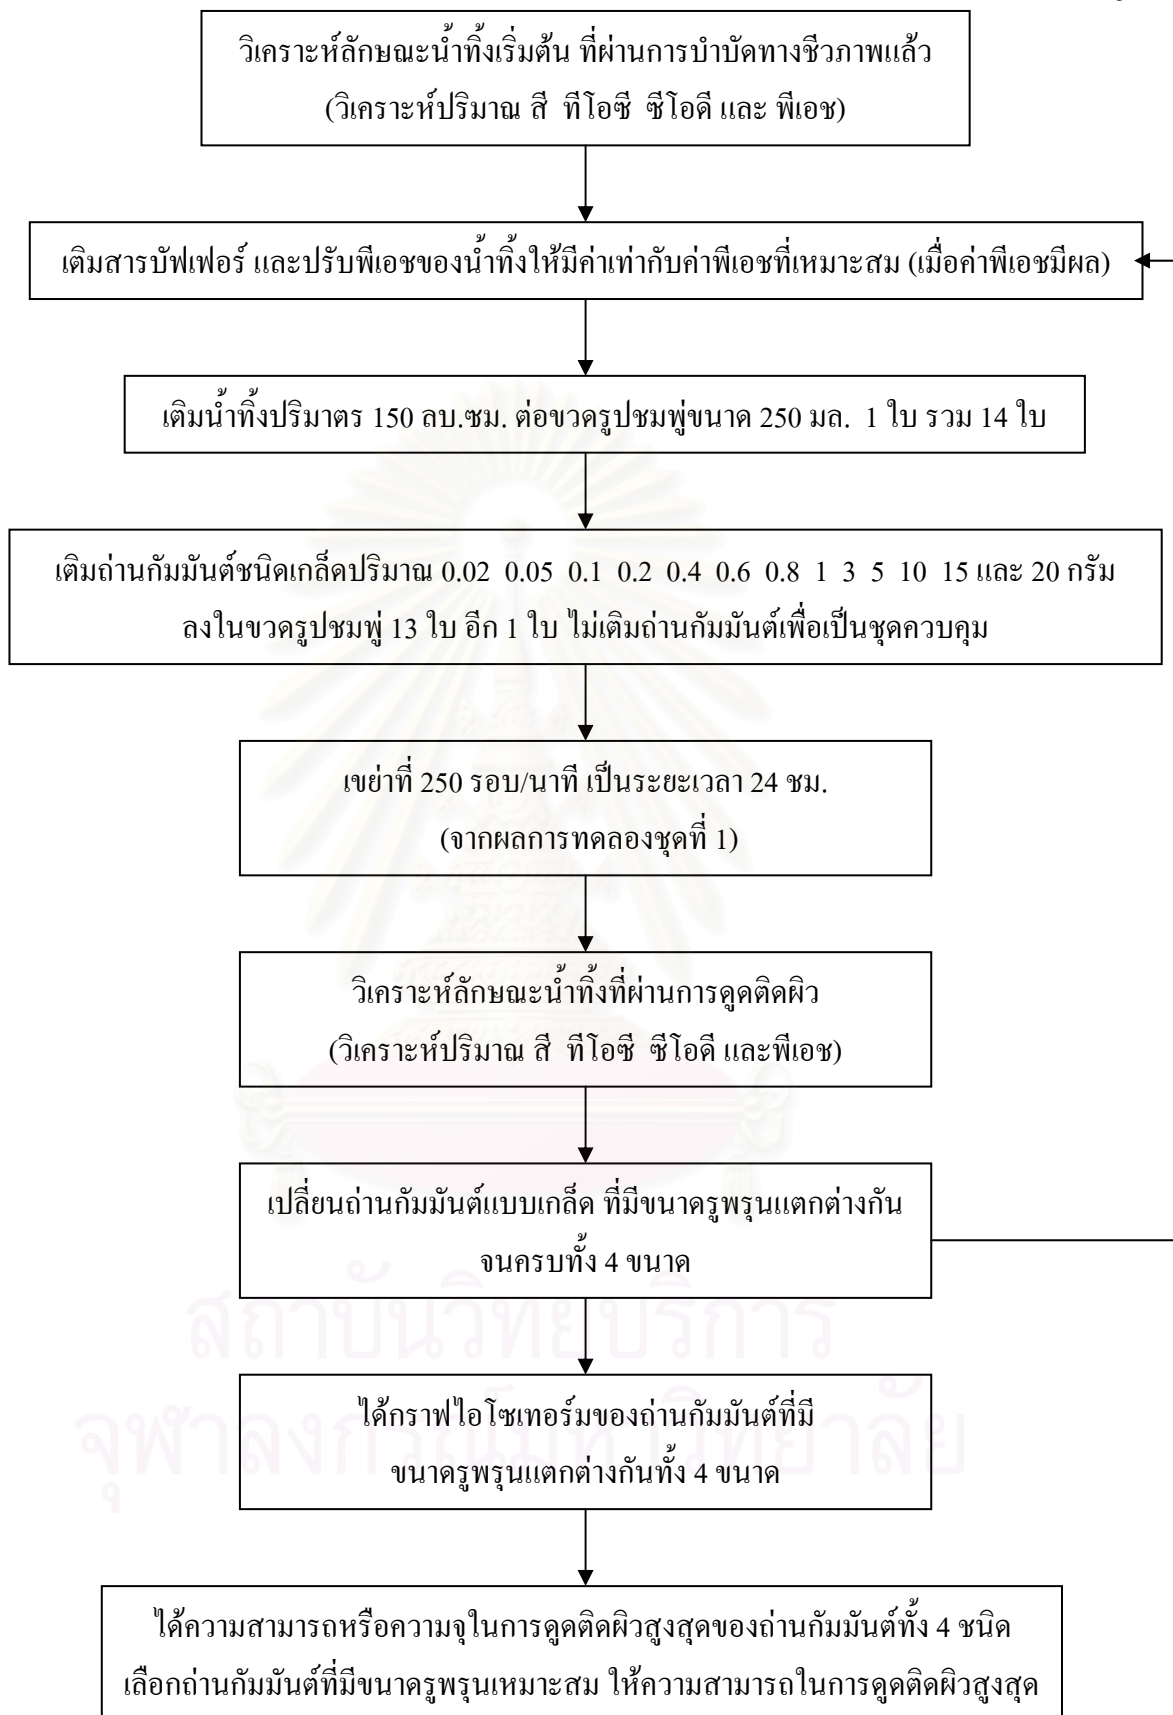 วิเคราะห์ลักษณะน้ำทิ้งเริ่มต้น ที่ผ่านการบำบัดทางชีวภาพแล้ว
(วิเคราะห์ปริมาณ สี ทีโอซี ซีโอดี และ พีเอช)
เติมสารบัฟเฟอร์ และปรับพีเอชของน้ำทิ้งให้มีค่าเท่ากับค่าพีเอชที่เหมาะสม (เมื่อค่าพีเอชมีผล)
เติมน้ำทิ้งปริมาตร 150 ลบ.ซม. ต่อขวดรูปชมพู่ขนาด 250 มล. 1 ใบ รวม 14 ใบ
เติมถ่านกัมมันต์ชนิดเกล็ดปริมาณ 0.02 0.05 0.1 0.2 0.4 0.6 0.8 1 3 5 10 15 และ 20 กรัม
ลงในขวดรูปชมพู่ 13 ใบ อีก 1 ใบ ไม่เติมถ่านกัมมันต์เพื่อเป็นชุดควบคุม
เขย่าที่ 250 รอบ/นาที เป็นระยะเวลา 24 ชม.
(จากผลการทดลองชุดที่ 1)
วิเคราะห์ลักษณะน้ำทิ้งที่ผ่านการดูดติดผิว
(วิเคราะห์ปริมาณ สี ทีโอซี ซีโอดี และพีเอช)
เปลี่ยนถ่านกัมมันต์แบบเกล็ด ที่มีขนาดรูพรุนแตกต่างกัน
จนครบทั้ง 4 ขนาด
สถาบันวิทยบริการ
ได้กราฟไอโซเทอร์มของถ่านกัมมันต์ที่มี
จุฬาลงกรณ์มหาวิทยาลัย
ขนาดรูพรุนแตกต่างกันทั้ง 4 ขนาด
ได้ความสามารถหรือความจุในการดูดติดผิวสูงสุดของถ่านกัมมันต์ทั้ง 4 ชนิด
เลือกถ่านกัมมันต์ที่มีขนาดรูพรุนเหมาะสม ให้ความสามารถในการดูดติดผิวสูงสุด